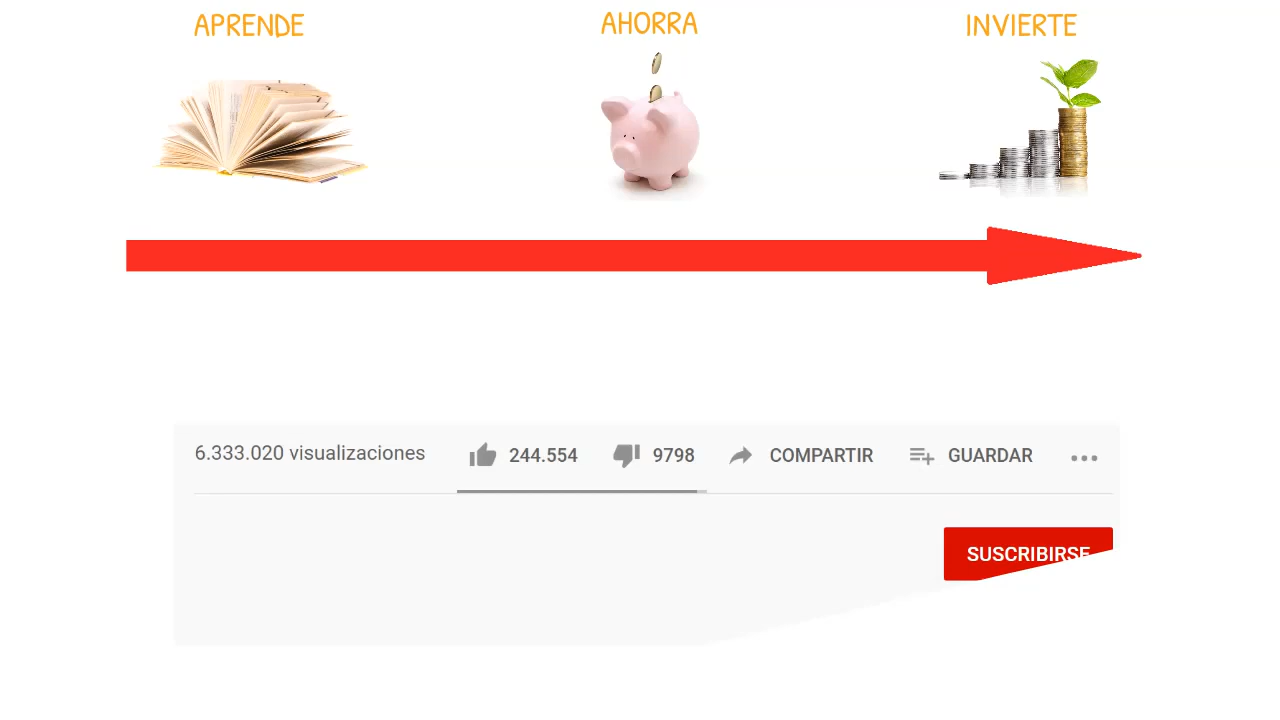 APRENDE
AHORRA
INVIERTE
6.333.020 visualizaciones 244.554 9798 COMPARTIR GUARDAR
SUSCRIBIRSE